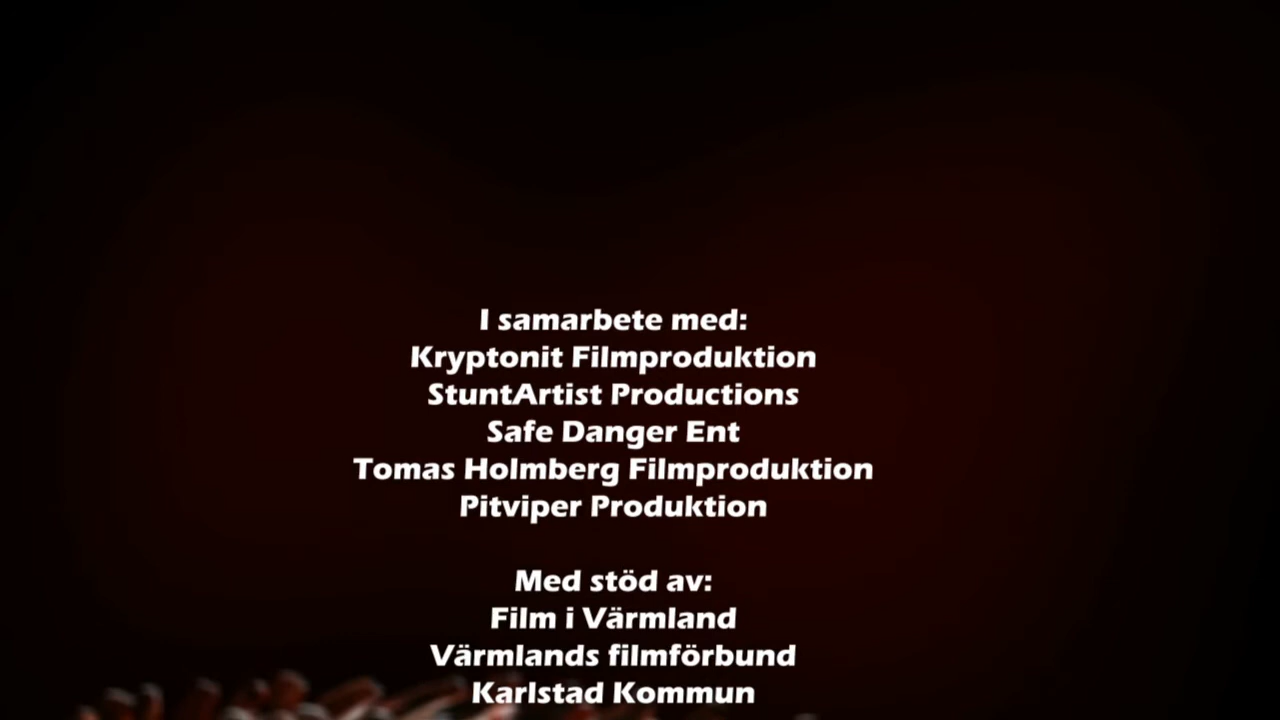 I samarbete med:
Kryptonit Filmproduktion
StuntArtist Productions
Safe Danger Ent
Tomas Holmberg Filmproduktion
Pitviper Produktion
Med stöd av:
Film i Värmland
Värmlands filmförbund
Karlstad Kommun